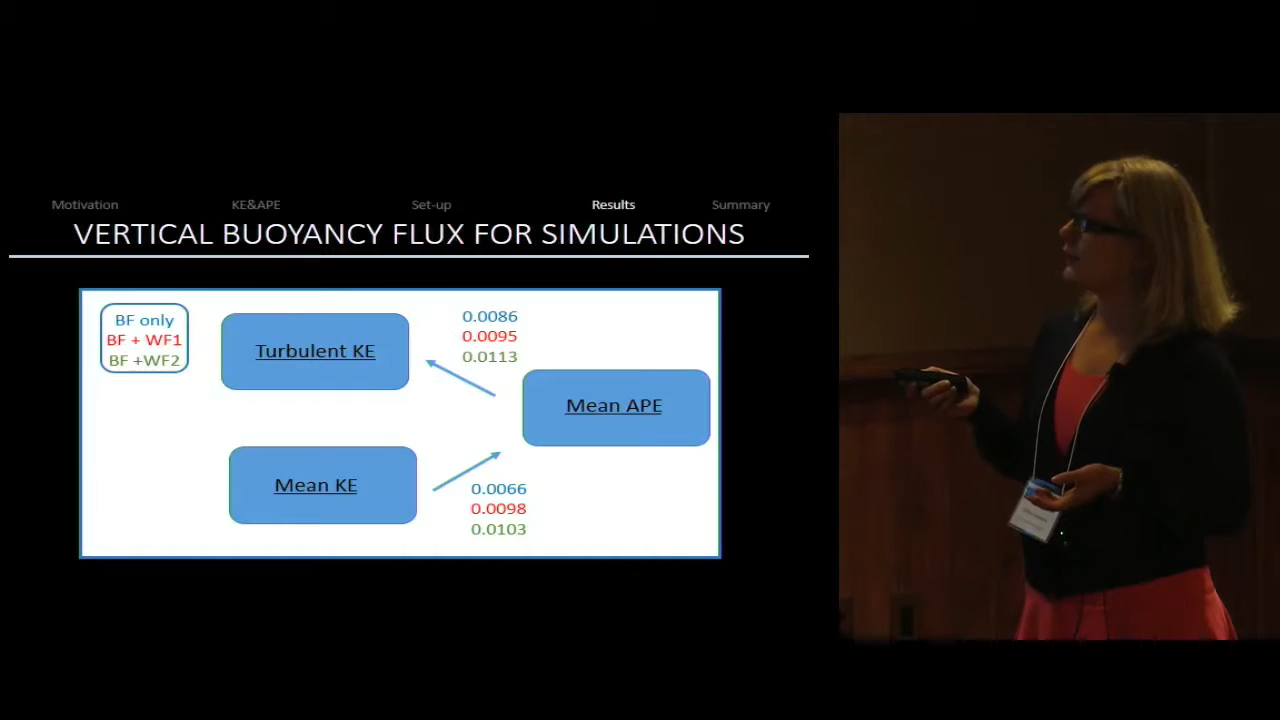 Motivation KE&APE Set-up Results Summary
VERTICAL BUOYANCY FLUX FOR SIMULATIONS
BF only
BF + WF1
BF +WF2
Turbulent KE
0.0086
0.0095
0.0113
Mean APE
Mean KE
0.0066
0.0098
0.0103